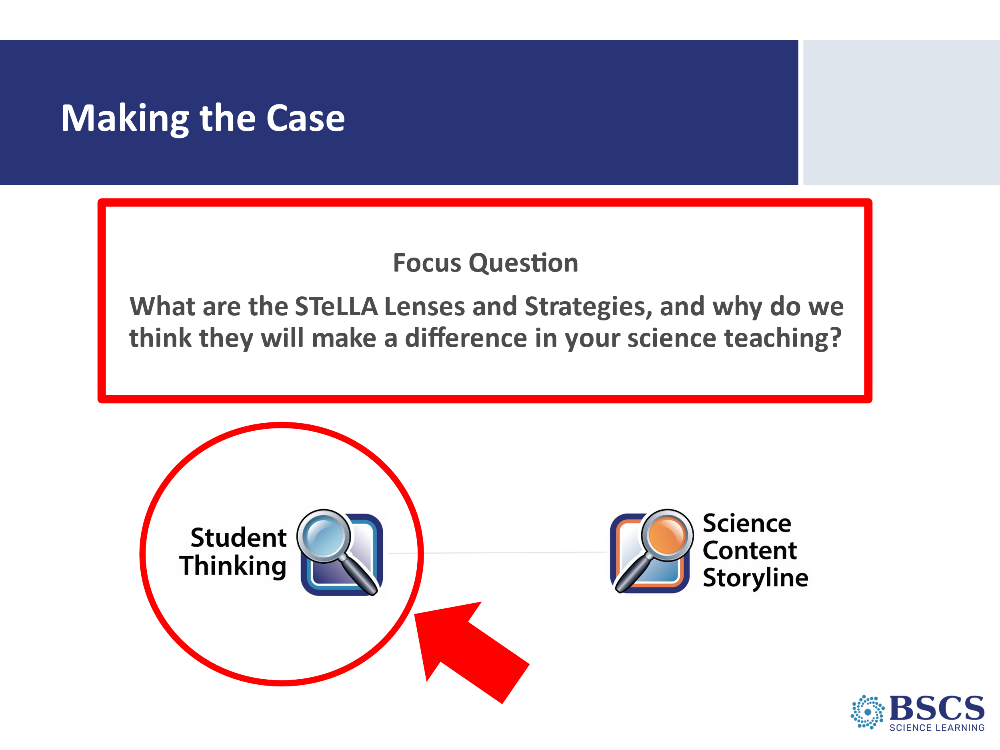 Making the Case
Focus Question
What are the STeLLA Lenses and Strategies, and why do we
think they will make a difference in your science teaching?
Student
Thinking
Science
Content
Storyline
BSCS
SCIENCE LEARNING